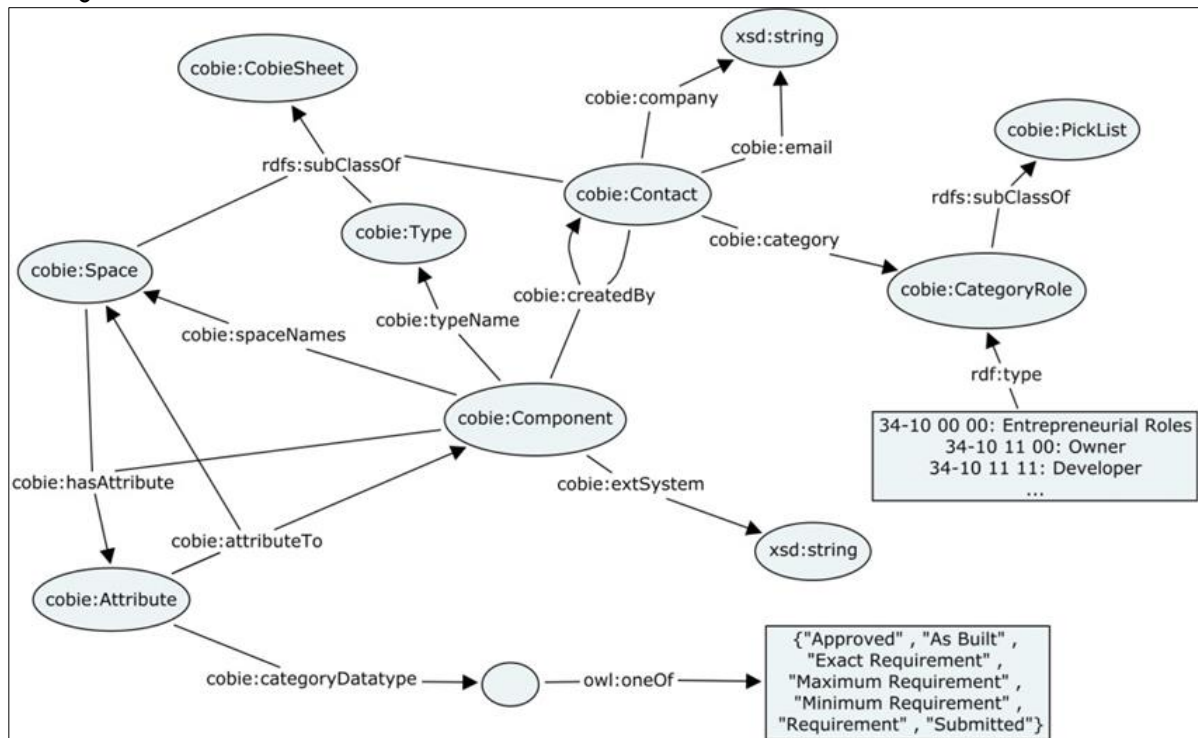 xsd:string
cobie:CobieSheet
cobie:company
cobie:PickList
cobie:email
rdfs:subClassOf
cobie:Contact
rdfs:subClassOf
cobie:Type
cobie:category
cobie:Space
cobie:createdBy
cobie:CategoryRole
cobie:typeName
cobie:spaceNames
rdf:type
cobie:Component
34-10 00 00: Entrepreneurial Roles
34-10 11 00: Owner
34-10 11 11: Developer
...
cobie:hasAttribute
cobie:extSystem
cobie:attributeTo
xsd:string
cobie:Attribute
{"Approved" , "As Built" ,
"Exact Requirement" ,
"Maximum Requirement" ,
"Minimum Requirement" ,
"Requirement" , "Submitted"}
cobie:categoryDatatype
owl:oneOf